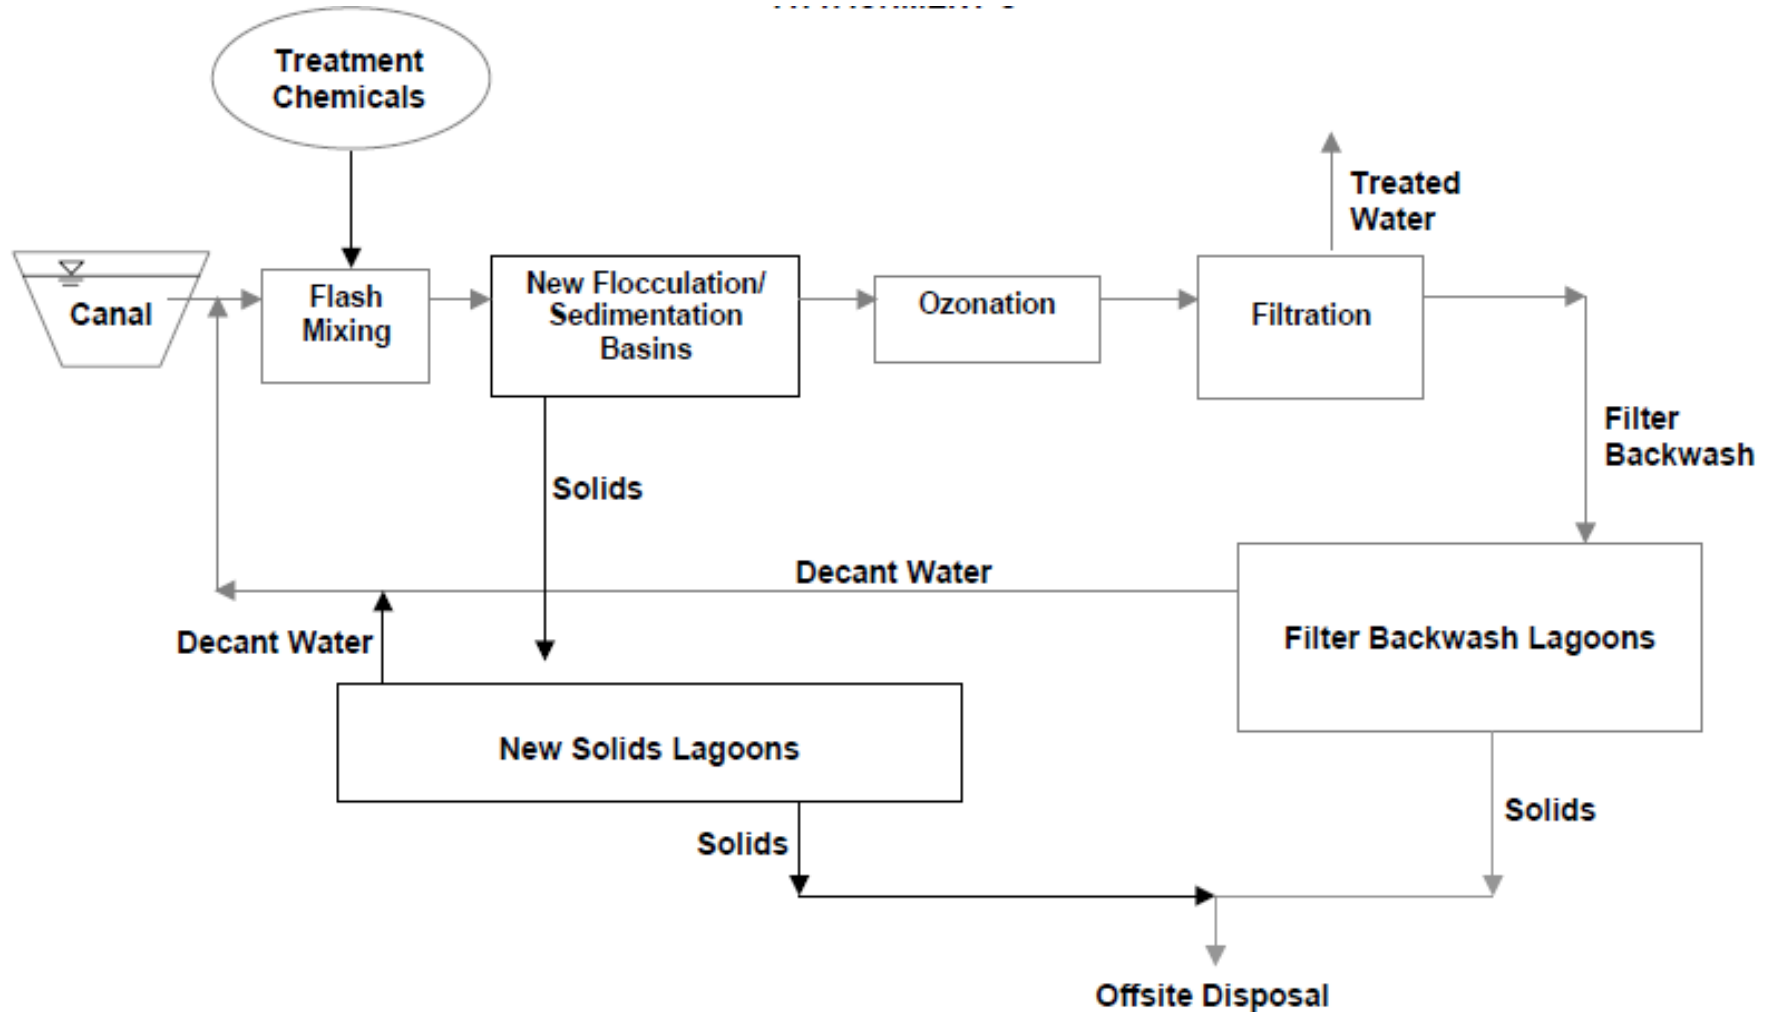 Treatment
Chemicals
Treated
Water
Canal
Flash
Mixing
New Flocculation/
Sedimentation
Basins
Ozonation
Filtration
Filter
Backwash
Solids
Decant Water
Decant Water
Filter Backwash Lagoons
New Solids Lagoons
Solids
Solids
Offsite Disposal